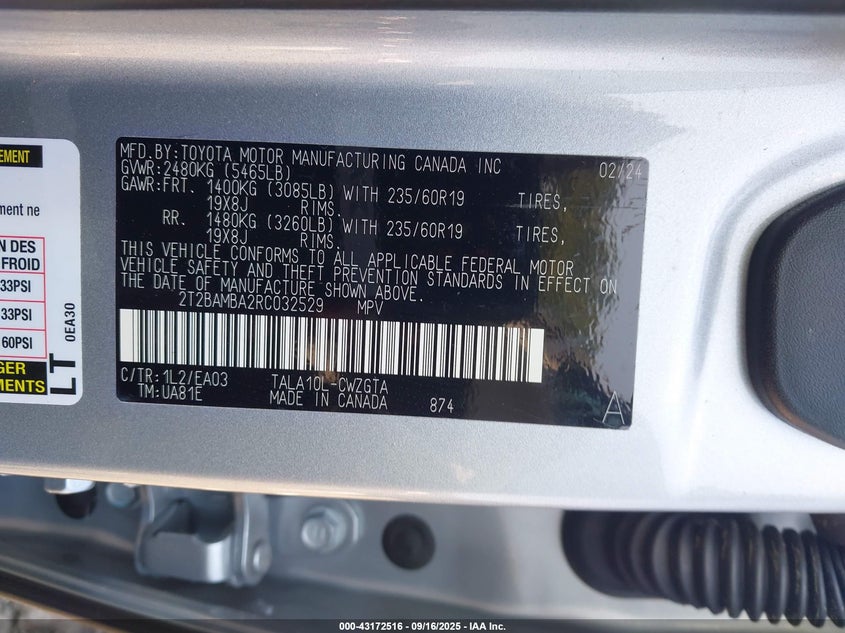 EMENT
ment ne
N DES
FROID
33PSI
33PSI
60PSI
GER
MENTS
LT
0EA30
MFD.BY:TOYOTA MOTOR MANUFACTURING CANADA INC 02/24
GVWR:2480KG (5465LB)
GAWR:FRT. 1400KG (3085LB) WITH 235/60R19 TIRES,
19X8J RIMS.
RR. 1480KG (3260LB) WITH 235/60R19 TIRES,
19X8J RIMS.
THIS VEHICLE CONFORMS TO ALL APPLICABLE FEDERAL MOTOR
VEHICLE SAFETY AND THEFT PREVENTION STANDARDS IN EFFECT ON
THE DATE OF MANUFACTURE SHOWN ABOVE.
2T2BAMBA2RC032529 MPV
C/TR:1L2/EA03 TALA10L-CWZGTA
TM:UA81E MADE IN CANADA 874 A
000-43172516 - 09/16/2025 - IAA Inc.